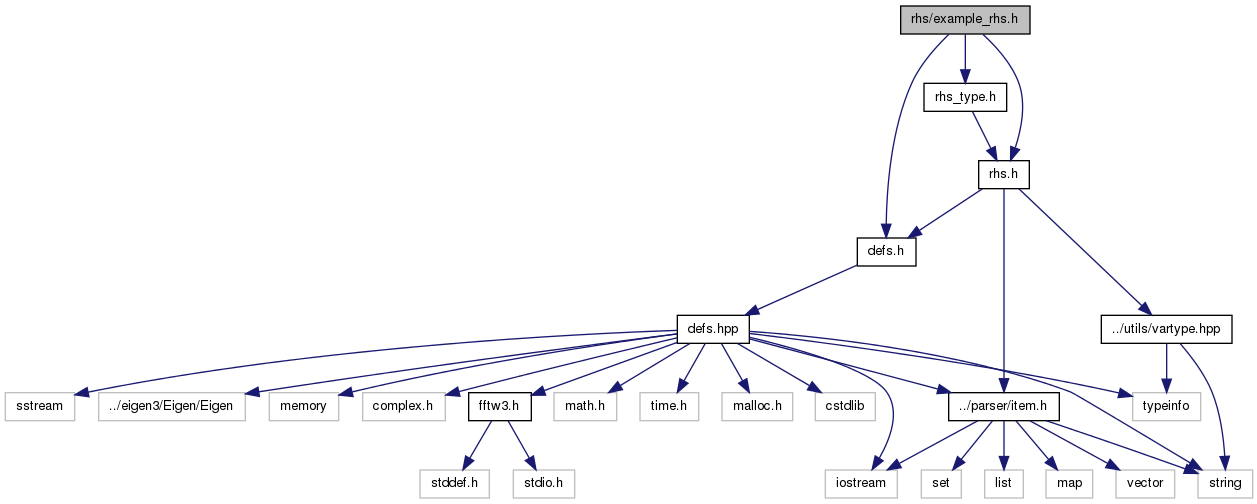 rhs/example_rhs.h
rhs_type.h
rhs.h
defs.h
defs.hpp
../utils/vartype.hpp
sstream
../eigen3/Eigen/Eigen
memory
complex.h
fftw3.h
math.h
time.h
malloc.h
cstdlib
../parser/item.h
typeinfo
stddef.h
stdio.h
iostream
set
list
map
vector
string